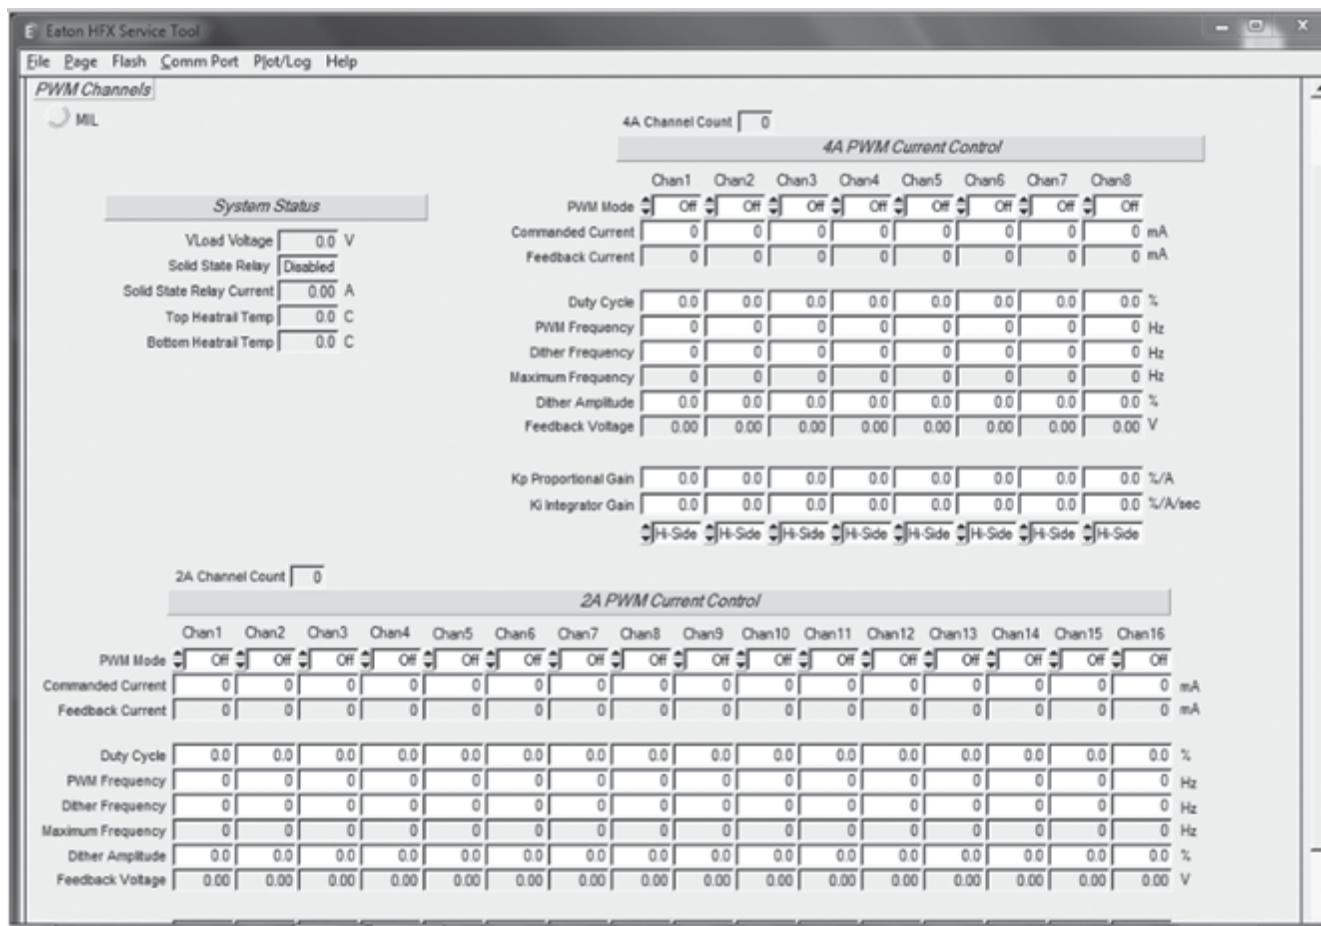 Eaton HFX Service Tool
File Page Flash Comm Port Plot/Log Help
PWM Channels
MIL
4A Channel Count 0
4A PWM Current Control
Chan1 Chan2 Chan3 Chan4 Chan5 Chan6 Chan7 Chan8
PWM Mode Off Off Off Off Off Off Off Off
Commanded Current 0 0 0 0 0 0 0 0 mA
Feedback Current 0 0 0 0 0 0 0 0 mA
Duty Cycle 0.0 0.0 0.0 0.0 0.0 0.0 0.0 0.0 %
PWM Frequency 0 0 0 0 0 0 0 0 Hz
Dither Frequency 0 0 0 0 0 0 0 0 Hz
Maximum Frequency 0 0 0 0 0 0 0 0 Hz
Dither Amplitude 0.0 0.0 0.0 0.0 0.0 0.0 0.0 0.0 %
Feedback Voltage 0.00 0.00 0.00 0.00 0.00 0.00 0.00 0.00 V
Kp Proportional Gain 0.0 0.0 0.0 0.0 0.0 0.0 0.0 0.0 %/A
Ki Integrator Gain 0.0 0.0 0.0 0.0 0.0 0.0 0.0 0.0 %/A/sec
Hi-Side Hi-Side Hi-Side Hi-Side Hi-Side Hi-Side Hi-Side Hi-Side
System Status
VLoad Voltage 0.0 V
Solid State Relay Disabled
Solid State Relay Current 0.00 A
Top Heatrail Temp 0.0 C
Bottom Heatrail Temp 0.0 C
2A Channel Count 0
2A PWM Current Control
Chan1 Chan2 Chan3 Chan4 Chan5 Chan6 Chan7 Chan8 Chan9 Chan10 Chan11 Chan12 Chan13 Chan14 Chan15 Chan16
PWM Mode Off Off Off Off Off Off Off Off Off Off Off Off Off Off Off Off
Commanded Current 0 0 0 0 0 0 0 0 0 0 0 0 0 0 0 0 mA
Feedback Current 0 0 0 0 0 0 0 0 0 0 0 0 0 0 0 0 mA
Duty Cycle 0.0 0.0 0.0 0.0 0.0 0.0 0.0 0.0 0.0 0.0 0.0 0.0 0.0 0.0 0.0 0.0 %
PWM Frequency 0 0 0 0 0 0 0 0 0 0 0 0 0 0 0 0 Hz
Dither Frequency 0 0 0 0 0 0 0 0 0 0 0 0 0 0 0 0 Hz
Maximum Frequency 0 0 0 0 0 0 0 0 0 0 0 0 0 0 0 0 Hz
Dither Amplitude 0.0 0.0 0.0 0.0 0.0 0.0 0.0 0.0 0.0 0.0 0.0 0.0 0.0 0.0 0.0 0.0 %
Feedback Voltage 0.00 0.00 0.00 0.00 0.00 0.00 0.00 0.00 0.00 0.00 0.00 0.00 0.00 0.00 0.00 0.00 V